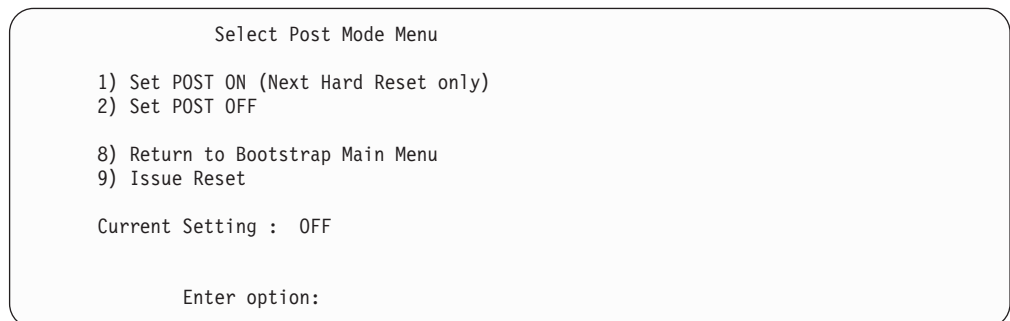 Select Post Mode Menu
1) Set POST ON (Next Hard Reset only)
2) Set POST OFF
8) Return to Bootstrap Main Menu
9) Issue Reset
Current Setting : OFF
Enter option: